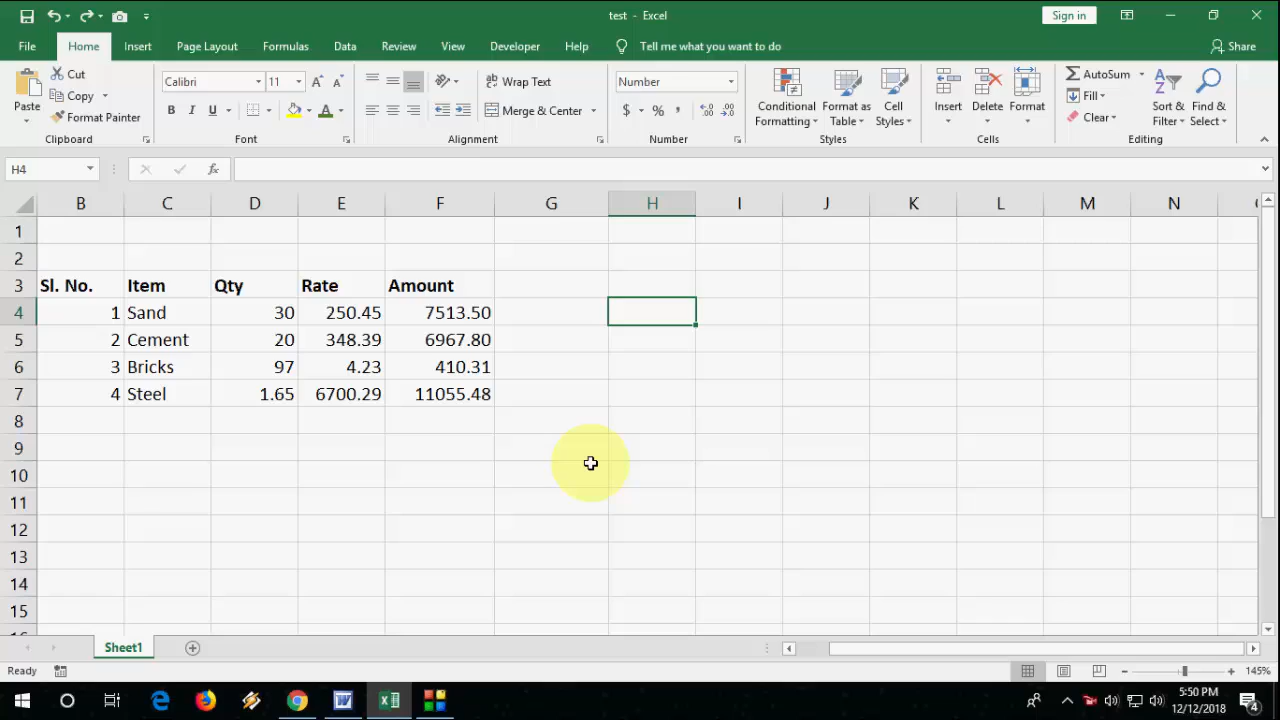 test - Excel
Sign in
File Home Insert Page Layout Formulas Data Review View Developer Help Tell me what you want to do Share
Paste
Cut
Copy
Format Painter
Clipboard
Calibri 11
B I U
Font
Wrap Text
Merge & Center
Alignment
Number
$ % ,
Number
Conditional Formatting
Format as Table
Cell Styles
Styles
Insert Delete Format
Cells
AutoSum
Fill
Clear
Sort & Filter
Find & Select
Editing
H4 fx
B C D E F G H I J K L M N
1
2
3 Sl. No. Item Qty Rate Amount
4 1 Sand 30 250.45 7513.50
5 2 Cement 20 348.39 6967.80
6 3 Bricks 97 4.23 410.31
7 4 Steel 1.65 6700.29 11055.48
8
9
10
11
12
13
14
15
Sheet1
Ready 145%
5:50 PM
12/12/2018
4